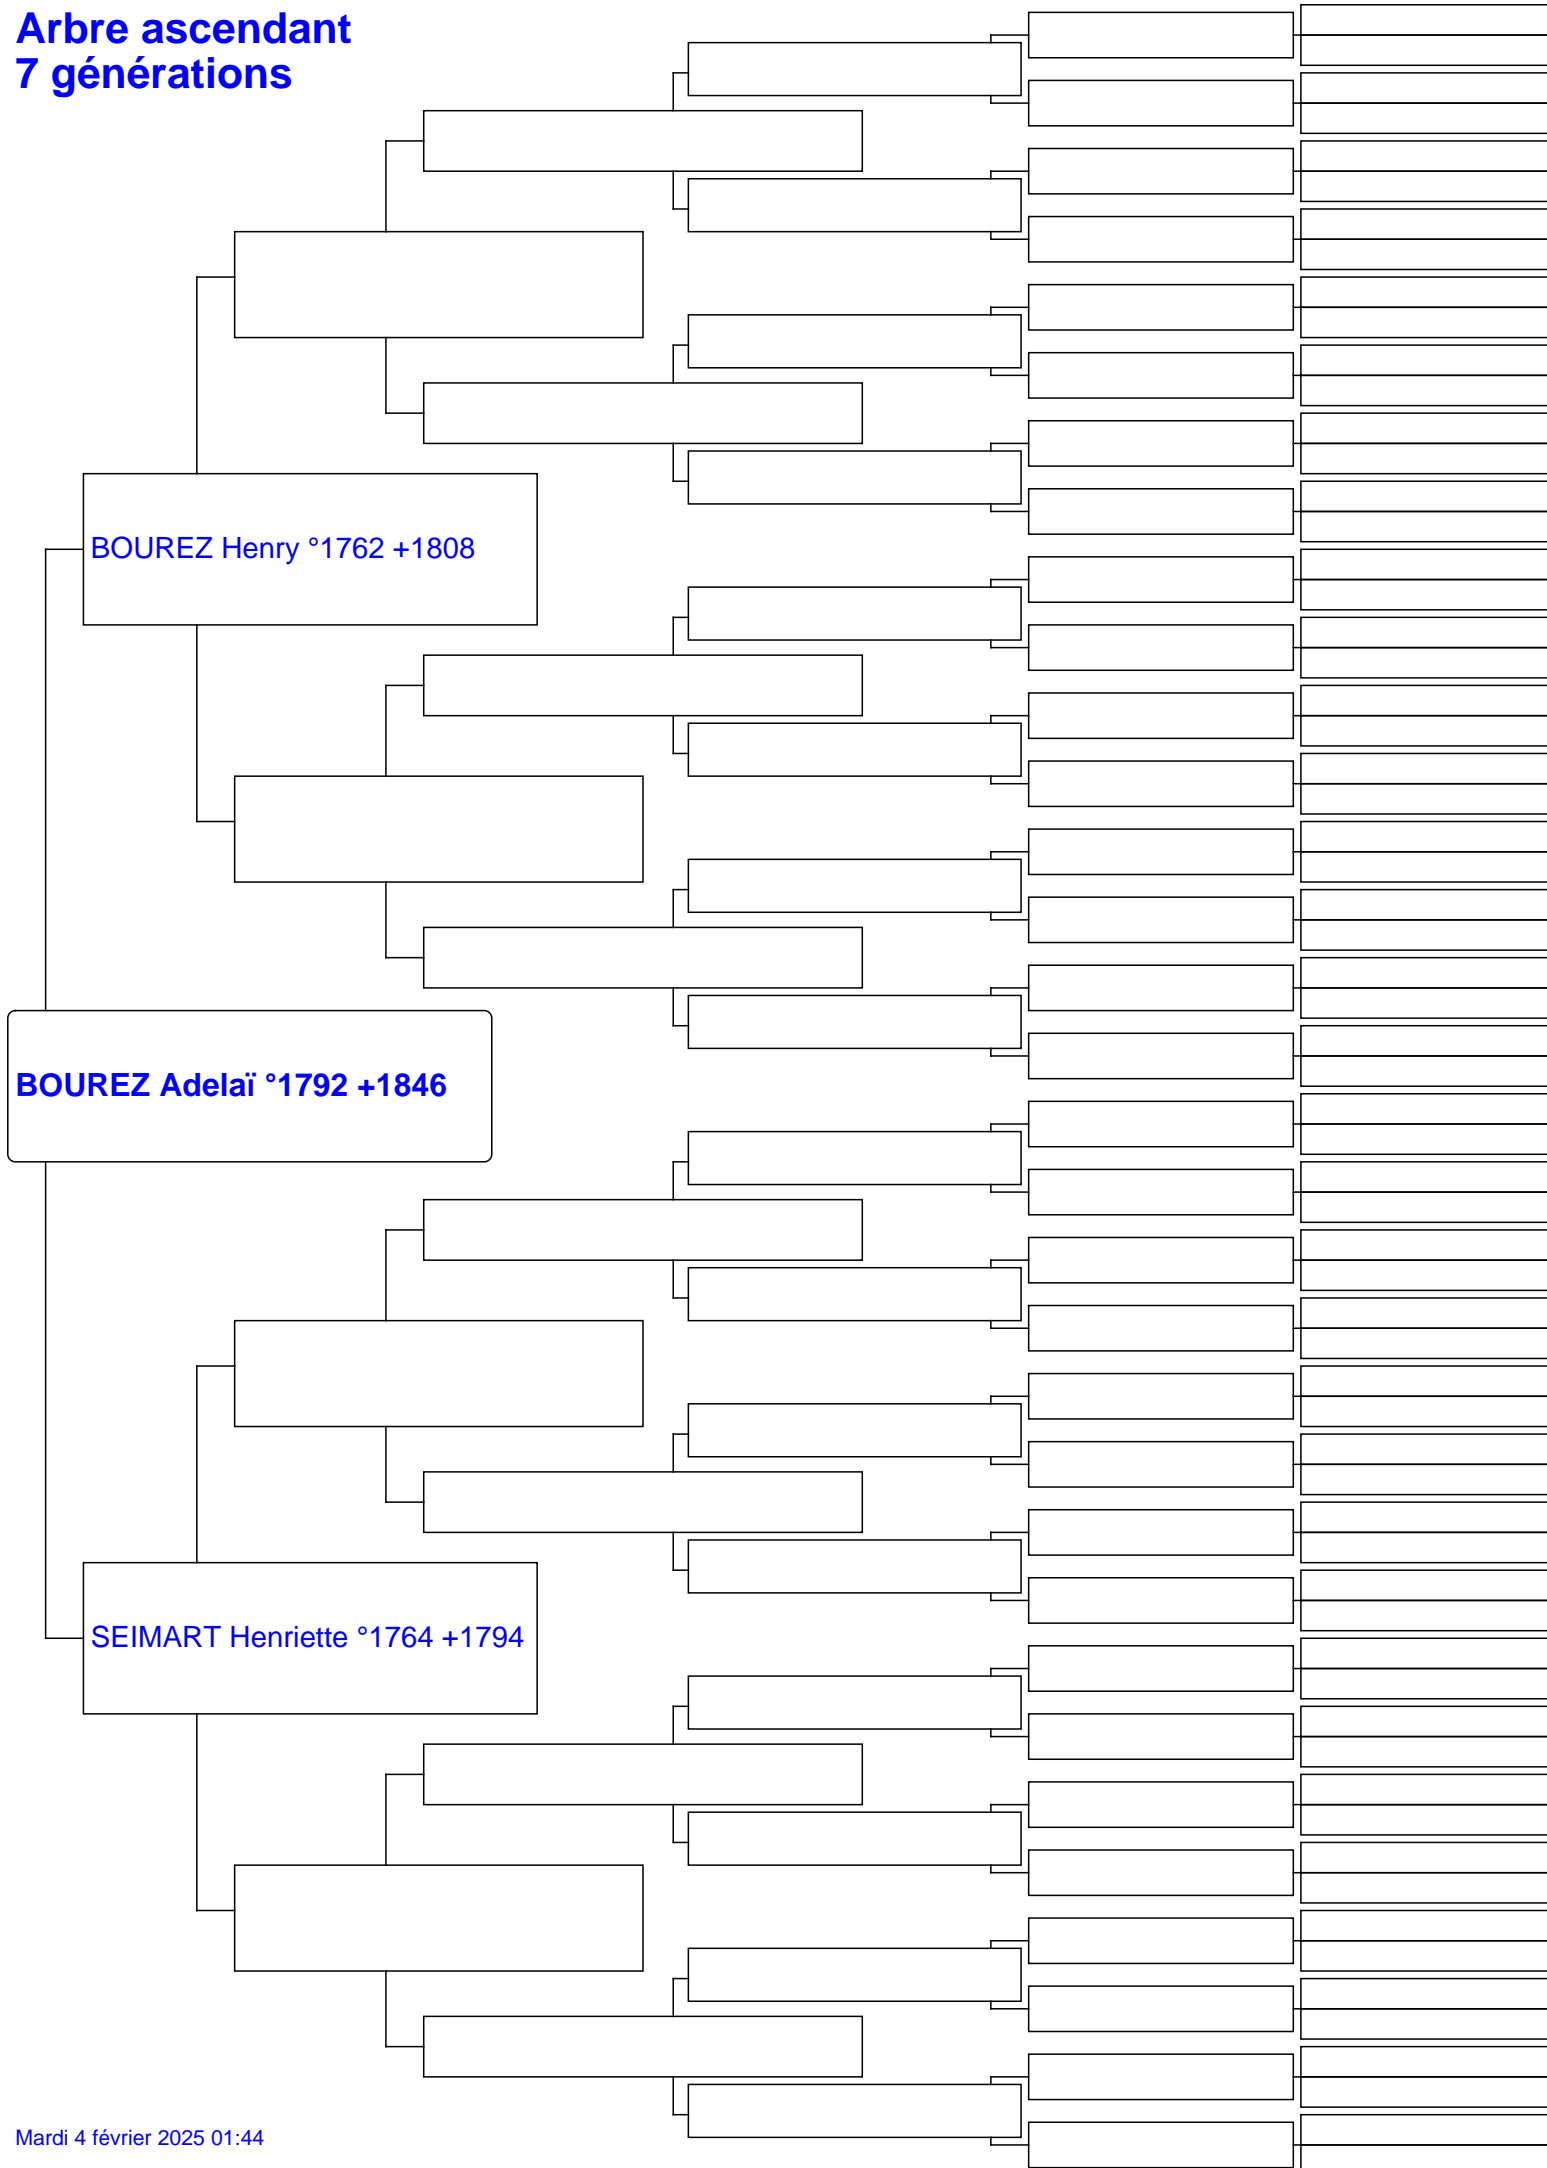 Arbre ascendant
7 générations
BOUREZ Henry °1762 +1808
BOUREZ Adelaï °1792 +1846
SEIMART Henriette °1764 +1794
Mardi 4 février 2025 01:44